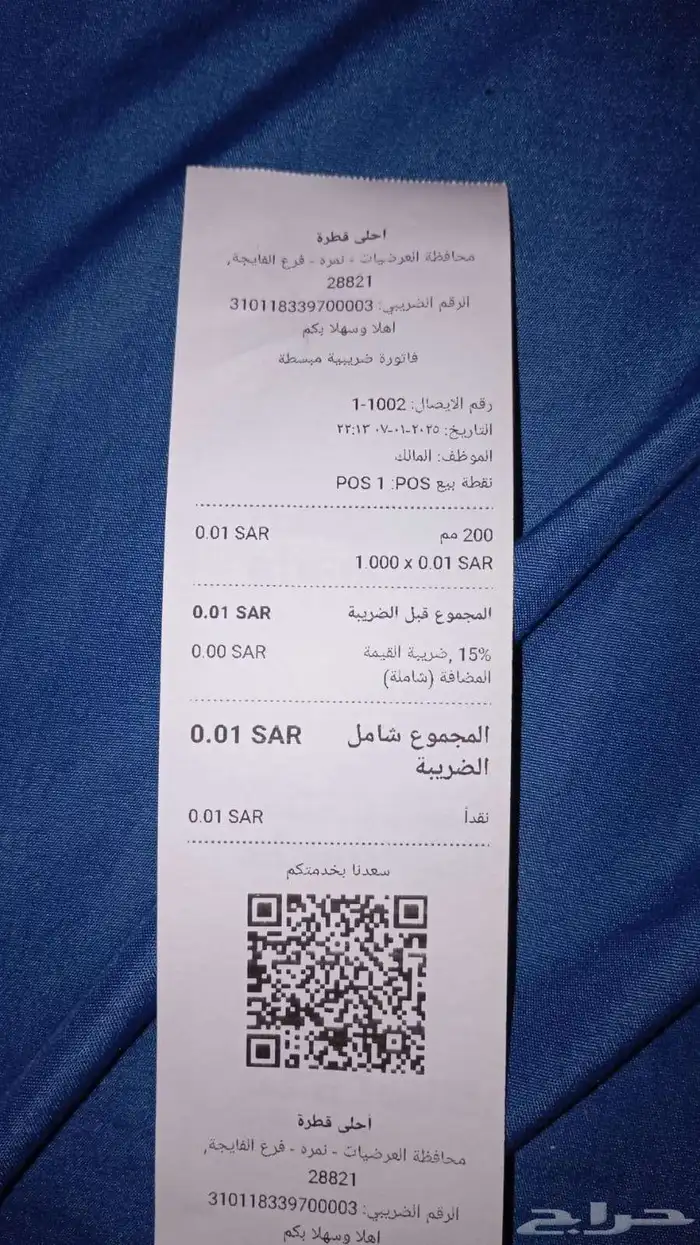 احلى قطرة
محافظة العرضيات - نمره - فرع الفايجة,
28821
الرقم الضريبي: 310118339700003
اهلا وسهلا بكم
فاتورة ضريبية مبسطة
رقم الايصال: 1002-1
التاريخ: ٢٠٢٥-٠١-٠٧ ٢٢:١٣
الموظف: المالك
نقطة بيع POS: POS 1
200 مم 0.01 SAR
1.000 x 0.01 SAR
المجموع قبل الضريبة 0.01 SAR
15% ,ضريبة القيمة 0.00 SAR
المضافة (شاملة)
المجموع شامل 0.01 SAR
الضريبة
نقداً 0.01 SAR
سعدنا بخدمتكم
احلى قطرة
محافظة العرضيات - نمره - فرع الفايجة,
28821
الرقم الضريبي: 310118339700003
اهلا وسهلا بكم
حراج